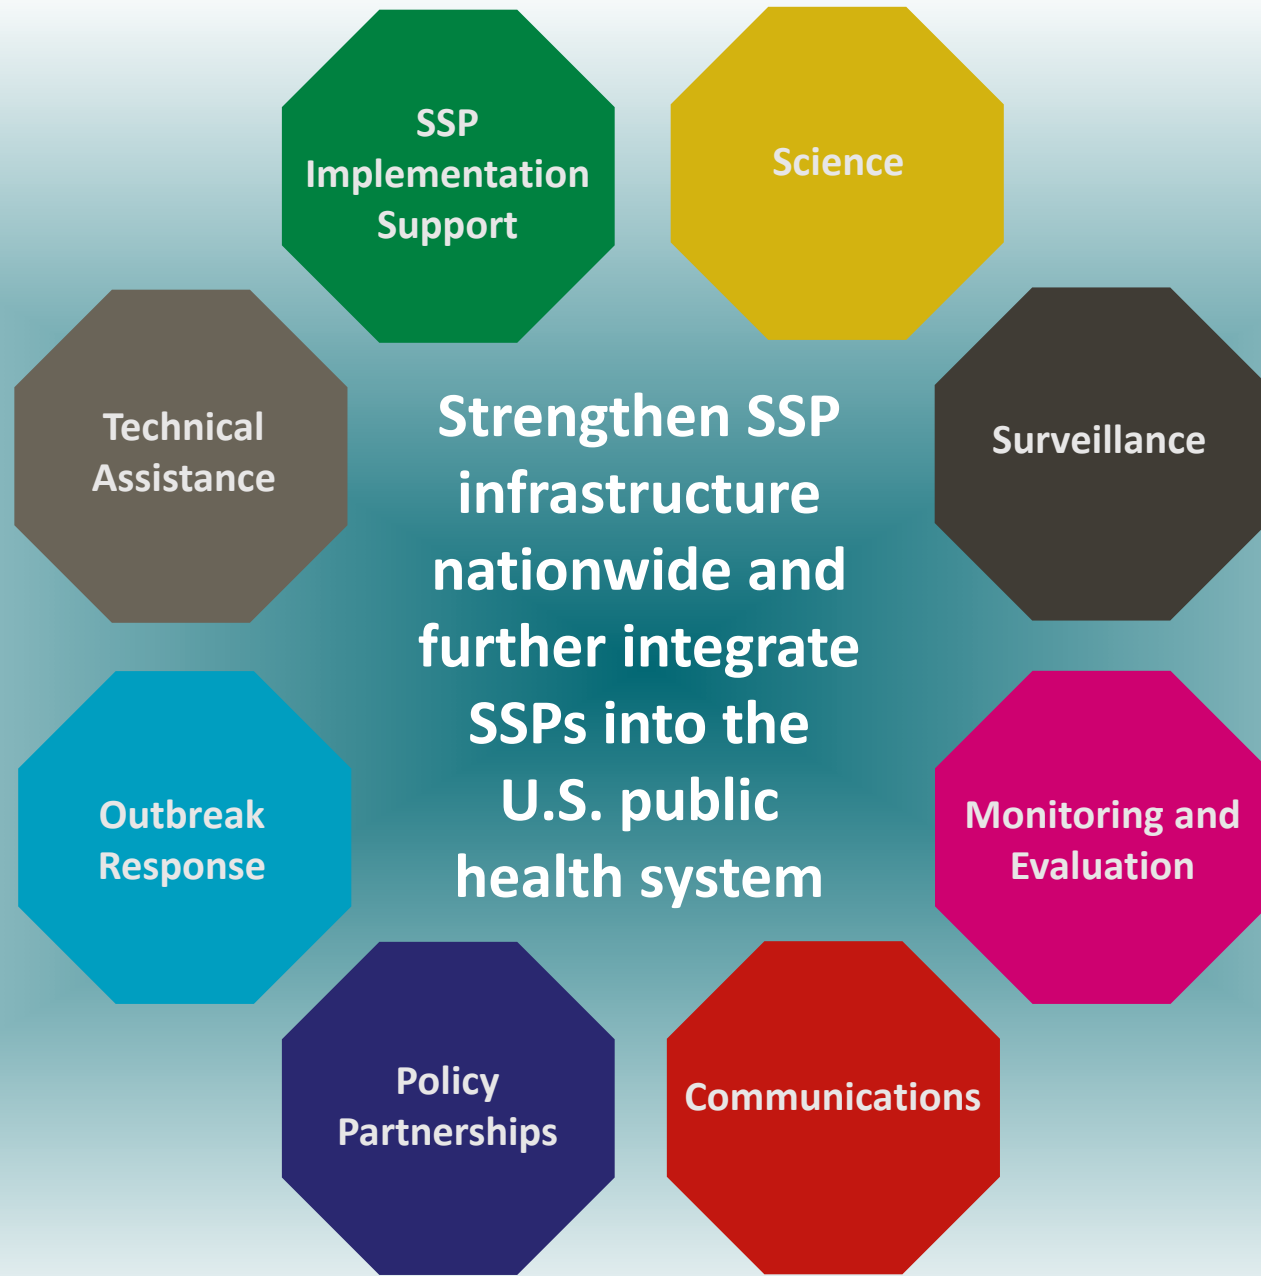 SSP
Implementation
Support
Science
Technical
Assistance
Surveillance
Strengthen SSP
infrastructure
nationwide and
further integrate
SSPs into the
U.S. public
health system
Outbreak
Response
Monitoring and
Evaluation
Policy
Partnerships
Communications